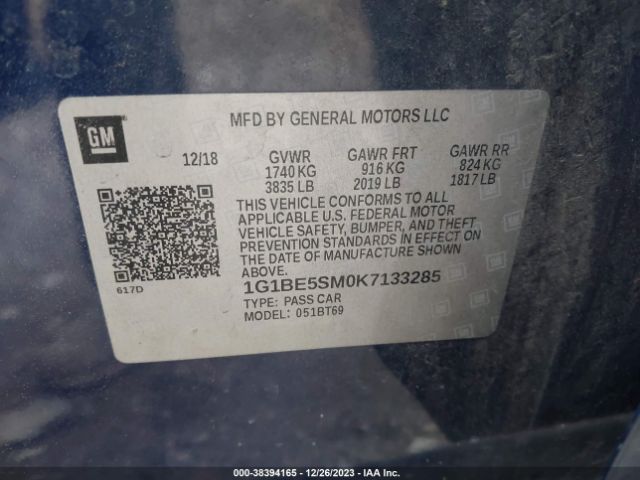 GM
MFD BY GENERAL MOTORS LLC
12/18 GVWR GAWR FRT GAWR RR
1740 KG 916 KG 824 KG
3835 LB 2019 LB 1817 LB
THIS VEHICLE CONFORMS TO ALL
APPLICABLE U.S. FEDERAL MOTOR
VEHICLE SAFETY, BUMPER, AND THEFT
PREVENTION STANDARDS IN EFFECT ON
THE DATE OF MANUFACTURE SHOWN
ABOVE.
617D
1G1BE5SM0K7133285
TYPE: PASS CAR
MODEL: 051BT69
000-38394165 - 12/26/2023 - IAA Inc.